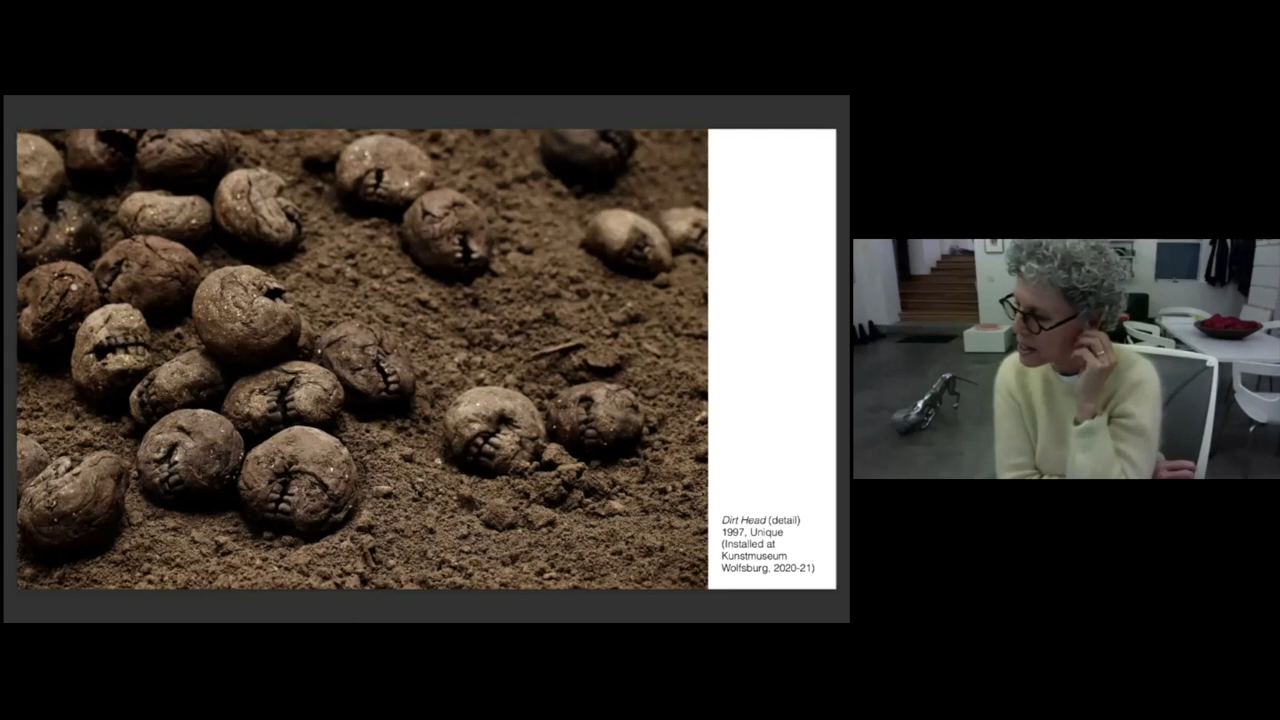 Dirt Head (detail)
1997, Unique
(Installed at
Kunstmuseum
Wolfsburg, 2020-21)